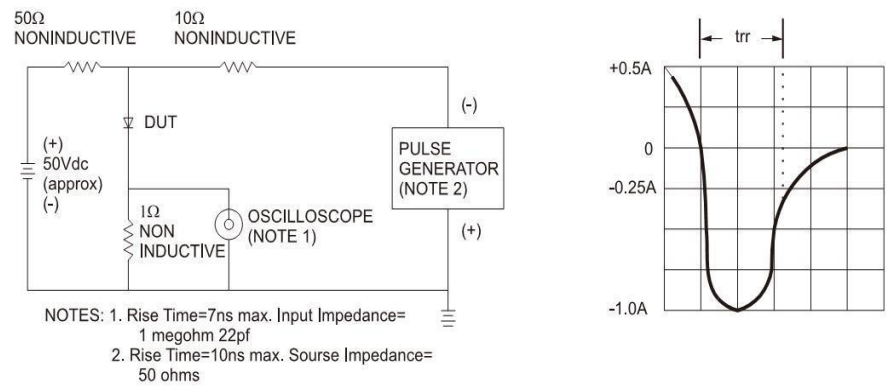 50Ω
NONINDUCTIVE
10Ω
NONINDUCTIVE
DUT
(+)
50Vdc
(approx)
(-)
1Ω
NON
INDUCTIVE
OSCILLOSCOPE
(NOTE 1)
(-)
PULSE
GENERATOR
(NOTE 2)
(+)
NOTES: 1. Rise Time=7ns max. Input Impedance=
1 megohm 22pf
2. Rise Time=10ns max. Sourse Impedance=
50 ohms
trr
+0.5A
0
-0.25A
-1.0A